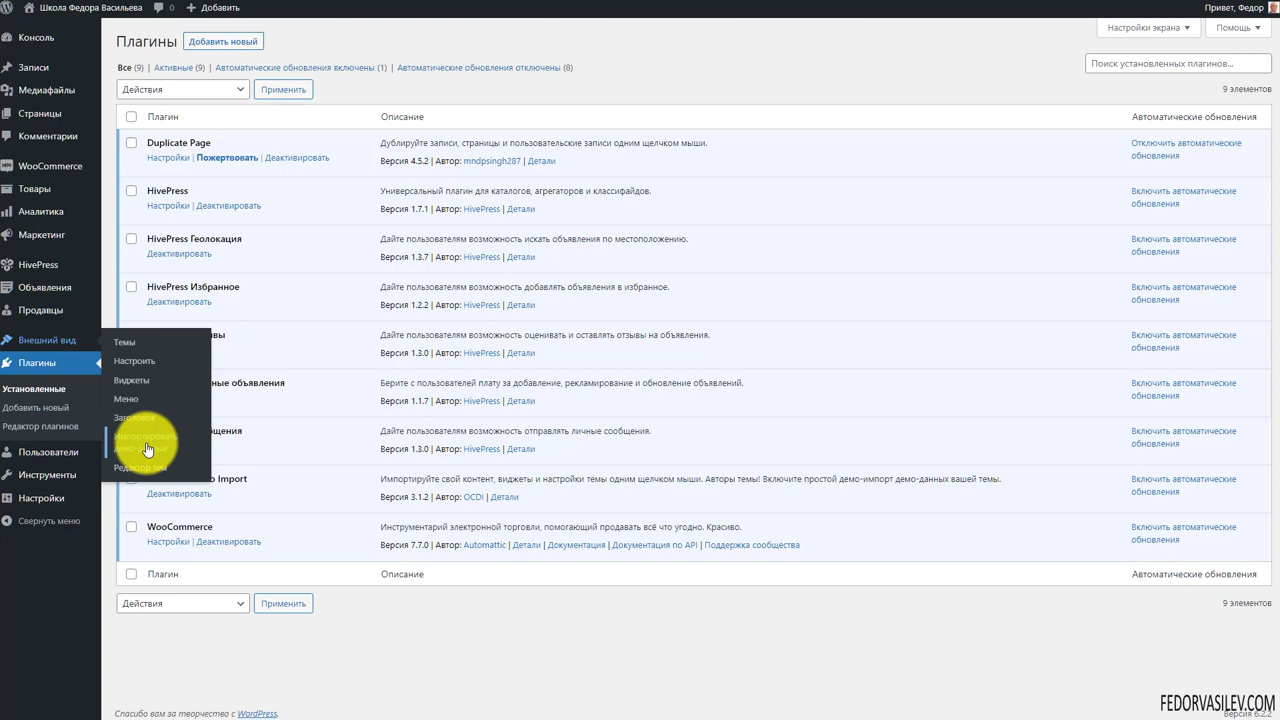 Школа Федора Васильева
0
Добавить
Привет, Федор
Консоль
Записи
Медиафайлы
Страницы
Комментарии
WooCommerce
Товары
Аналитика
Маркетинг
HivePress
Объявления
Продавцы
Внешний вид
Плагины
Установленные
Добавить новый
Редактор плагинов
Пользователи
Инструменты
Настройки
Свернуть меню
Темы
Настроить
Виджеты
Меню
Заголовок
Импортировать
демо-данные
Редактор тем
Настройки экрана
Помощь
Плагины
Добавить новый
Все (9) | Активные (9) | Автоматические обновления включены (1) | Автоматические обновления отключены (8)
Поиск установленных плагинов...
Действия
Применить
9 элементов
Плагин Описание Автоматические обновления
Duplicate Page
Настройки | Пожертвовать | Деактивировать
Дублируйте записи, страницы и пользовательские записи одним щелчком мыши.
Версия 4.5.2 | Автор: mndpsingh287 | Детали
Отключить автоматические
обновления
HivePress
Настройки | Деактивировать
Универсальный плагин для каталогов, агрегаторов и классифайдов.
Версия 1.7.1 | Автор: HivePress | Детали
Включить автоматические
обновления
HivePress Геолокация
Деактивировать
Дайте пользователям возможность искать объявления по местоположению.
Версия 1.3.7 | Автор: HivePress | Детали
Включить автоматические
обновления
HivePress Избранное
Деактивировать
Дайте пользователям возможность добавлять объявления в избранное.
Версия 1.2.2 | Автор: HivePress | Детали
Включить автоматические
обновления
Дайте пользователям возможность оценивать и оставлять отзывы на объявления.
Версия 1.3.0 | Автор: HivePress | Детали
Включить автоматические
обновления
объявления
Берите с пользователей плату за добавление, рекламирование и обновление объявлений.
Версия 1.1.7 | Автор: HivePress | Детали
Включить автоматические
обновления
Дайте пользователям возможность отправлять личные сообщения.
Версия 1.3.0 | Автор: HivePress | Детали
Включить автоматические
обновления
Import
Деактивировать
Импортируйте свой контент, виджеты и настройки темы одним щелчком мыши. Авторы темы! Включите простой демо-импорт демо-данных вашей темы.
Версия 3.1.2 | Автор: OCDI | Детали
Включить автоматические
обновления
WooCommerce
Настройки | Деактивировать
Инструментарий электронной торговли, помогающий продавать всё что угодно. Красиво.
Версия 7.7.0 | Автор: Automattic | Детали | Документация | Документация по API | Поддержка сообщества
Включить автоматические
обновления
Плагин Описание Автоматические обновления
Действия
Применить
9 элементов
Спасибо вам за творчество с WordPress.
FEDORVASILEV.COM
Версия 6.2.2